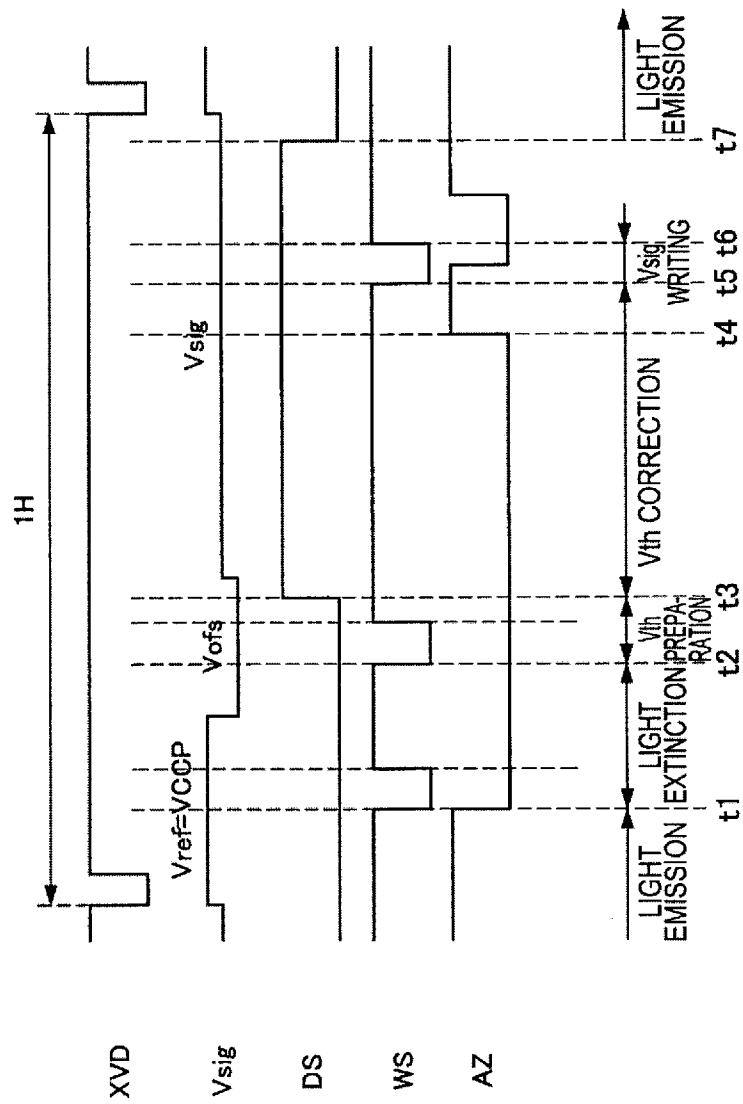 1H
XVD
Vsig
Vref=VCCP
Vofs
Vsig
DS
WS
AZ
LIGHT
EMISSION
LIGHT
EXTINCTION
Vth
PREPA-
RATION
Vth CORRECTION
Vsig
WRITING
LIGHT
EMISSION
t1
t2
t3
t4
t5
t6
t7